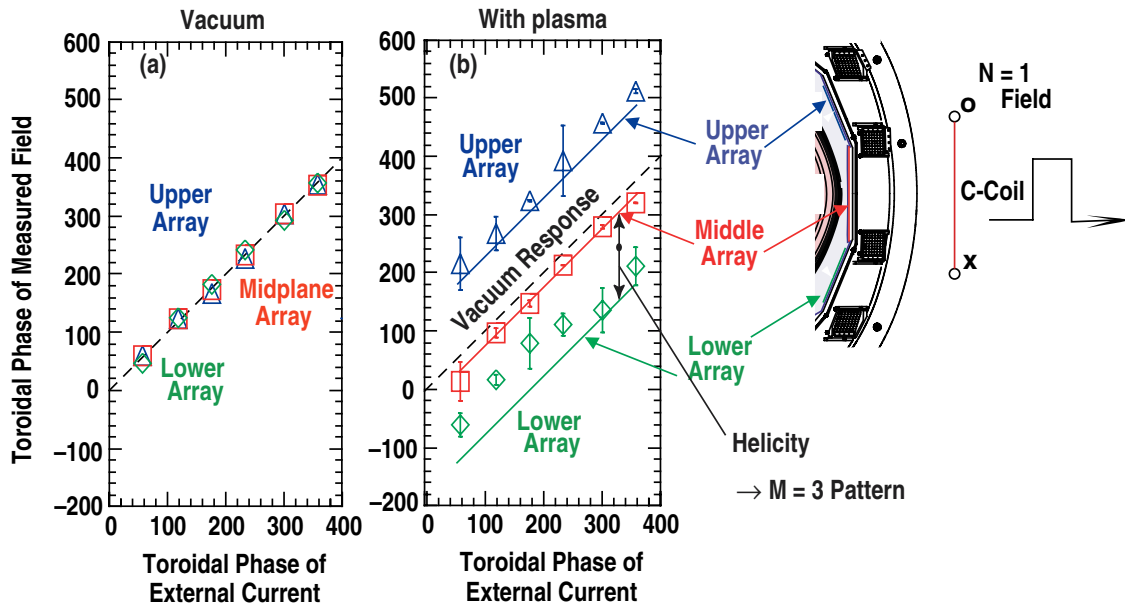 Vacuum
With plasma
Toroidal Phase of Measured Field
600
500
400
300
200
100
0
–100
–200
(a)
Upper
Array
Midplane
Array
Lower
Array
0 100 200 300 400
Toroidal Phase of
External Current
600
500
400
300
200
100
0
–100
–200
(b)
Upper
Array
Vacuum Response
Lower
Array
0 100 200 300 400
Toroidal Phase of
External Current
Upper
Array
Middle
Array
Lower
Array
Helicity
→ M = 3 Pattern
N = 1
Field
o
C-Coil
x